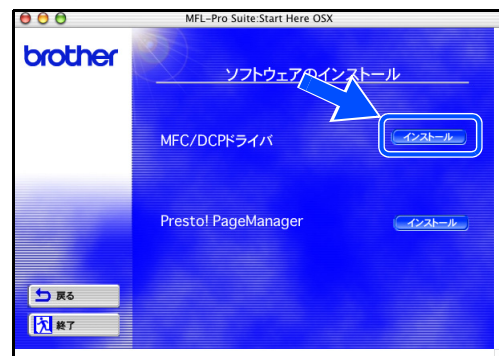 MFL-Pro Suite:Start Here OSX
brother
ソフトウェアのインストール
MFC/DCPドライバ
インストール
Presto! PageManager
インストール
戻る
終了